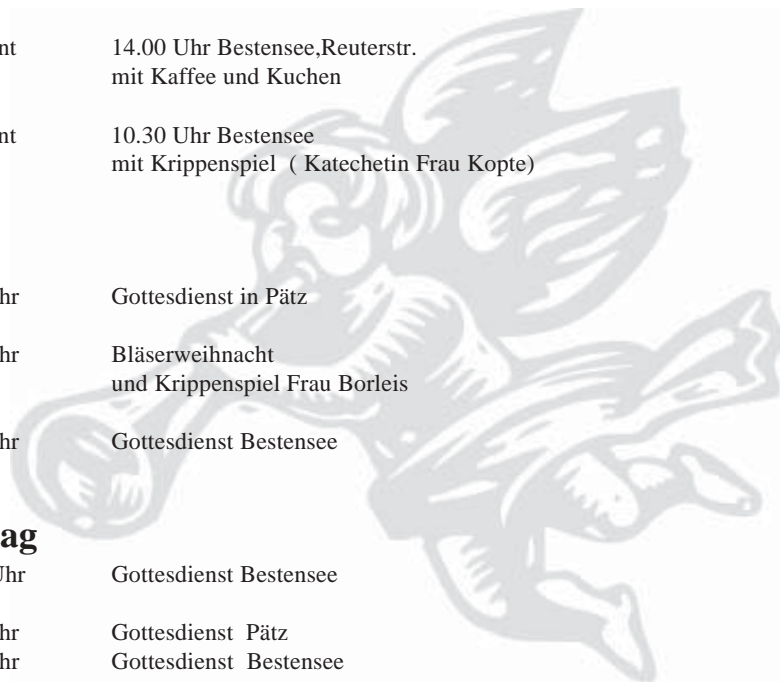 nt 14.00 Uhr Bestensee,Reuterstr.
mit Kaffee und Kuchen
nt 10.30 Uhr Bestensee
mit Krippenspiel ( Katechetin Frau Kopte)
hr Gottesdienst in Pätz
hr Bläserweihnacht
und Krippenspiel Frau Borleis
hr Gottesdienst Bestensee
ag
Uhr Gottesdienst Bestensee
hr Gottesdienst Pätz
hr Gottesdienst Bestensee